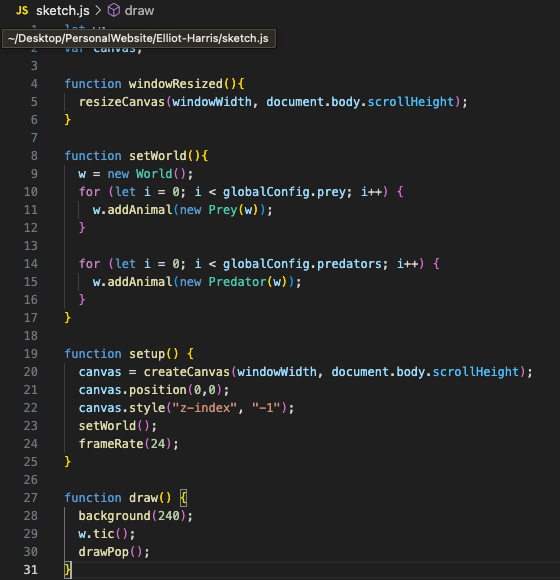 JS sketch.js > draw
~/Desktop/PersonalWebsite/Elliot-Harris/sketch.js
2 var canvas;
3
4 function windowResized(){
5   resizeCanvas(windowWidth, document.body.scrollHeight);
6 }
7
8 function setWorld(){
9   w = new World();
10   for (let i = 0; i < globalConfig.prey; i++) {
11     w.addAnimal(new Prey(w));
12   }
13
14   for (let i = 0; i < globalConfig.predators; i++) {
15     w.addAnimal(new Predator(w));
16   }
17 }
18
19 function setup() {
20   canvas = createCanvas(windowWidth, document.body.scrollHeight);
21   canvas.position(0,0);
22   canvas.style("z-index", "-1");
23   setWorld();
24   frameRate(24);
25 }
26
27 function draw() {
28   background(240);
29   w.tic();
30   drawPop();
31 }